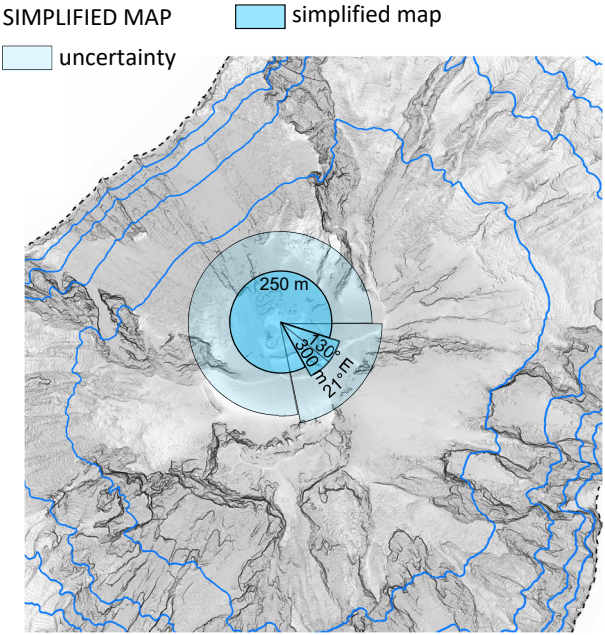 SIMPLIFIED MAP
simplified map
uncertainty
250 m
130°
300 m
21°E